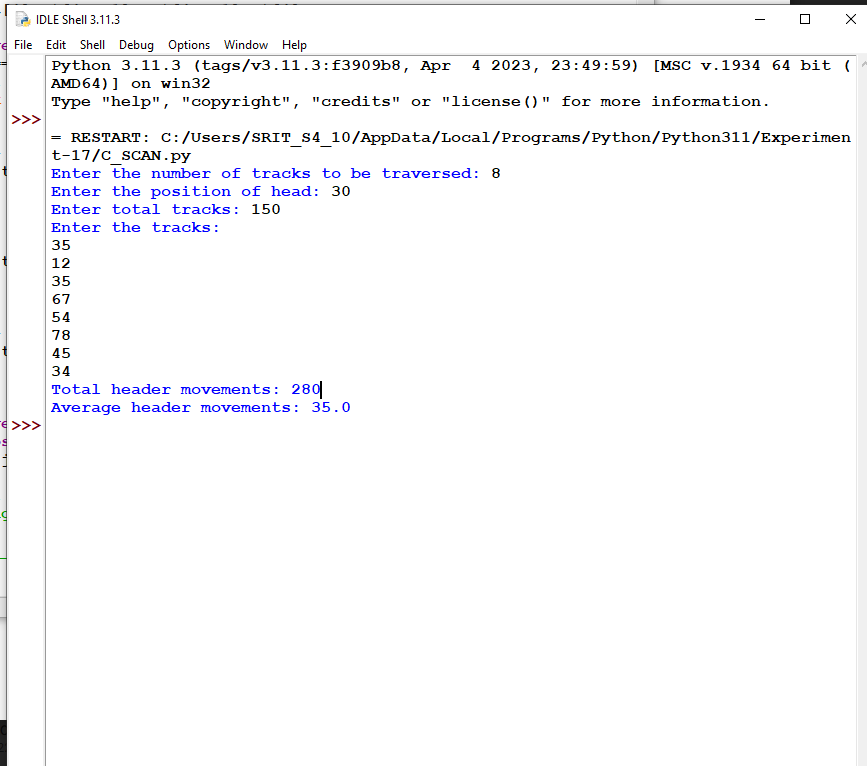 IDLE Shell 3.11.3
File Edit Shell Debug Options Window Help
Python 3.11.3 (tags/v3.11.3:f3909b8, Apr  4 2023, 23:49:59) [MSC v.1934 64 bit (
AMD64)] on win32
Type "help", "copyright", "credits" or "license()" for more information.
>>>
= RESTART: C:/Users/SRIT_S4_10/AppData/Local/Programs/Python/Python311/Experimen
t-17/C_SCAN.py
Enter the number of tracks to be traversed: 8
Enter the position of head: 30
Enter total tracks: 150
Enter the tracks:
35
12
35
67
54
78
45
34
Total header movements: 280
Average header movements: 35.0
>>>